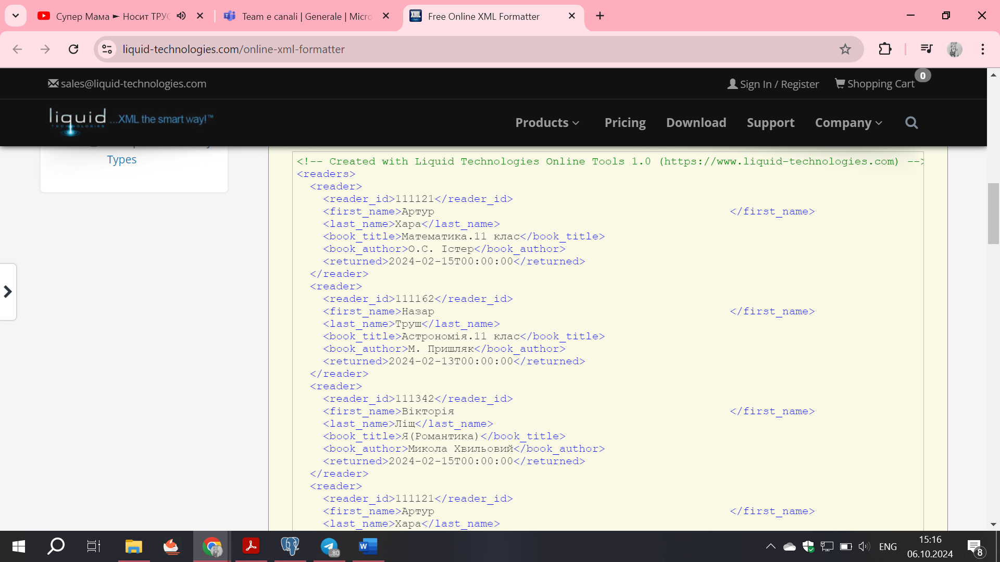 Супер Мама ► Носит ТРУС
Team e canali | Generale | Micro
Free Online XML Formatter
liquid-technologies.com/online-xml-formatter
sales@liquid-technologies.com
Sign In / Register
Shopping Cart
0
liquid
TECHNOLOGIES
...XML the smart way!™
Products
Pricing
Download
Support
Company
Types
<!-- Created with Liquid Technologies Online Tools 1.0 (https://www.liquid-technologies.com) -->
<readers>
<reader>
<reader_id>111121</reader_id>
<first_name>Артур </first_name>
<last_name>Хара</last_name>
<book_title>Математика.11 клас</book_title>
<book_author>О.С. Істер</book_author>
<returned>2024-02-15T00:00:00</returned>
</reader>
<reader>
<reader_id>111162</reader_id>
<first_name>Назар </first_name>
<last_name>Труш</last_name>
<book_title>Астрономія.11 клас</book_title>
<book_author>М. Пришляк</book_author>
<returned>2024-02-13T00:00:00</returned>
</reader>
<reader>
<reader_id>111342</reader_id>
<first_name>Вікторія </first_name>
<last_name>Ліщ</last_name>
<book_title>Я(Романтика)</book_title>
<book_author>Микола Хвильовий</book_author>
<returned>2024-02-15T00:00:00</returned>
</reader>
<reader>
<reader_id>111121</reader_id>
<first_name>Артур </first_name>
<last_name>Хара</last_name>
..80
ENG
15:16
06.10.2024
8